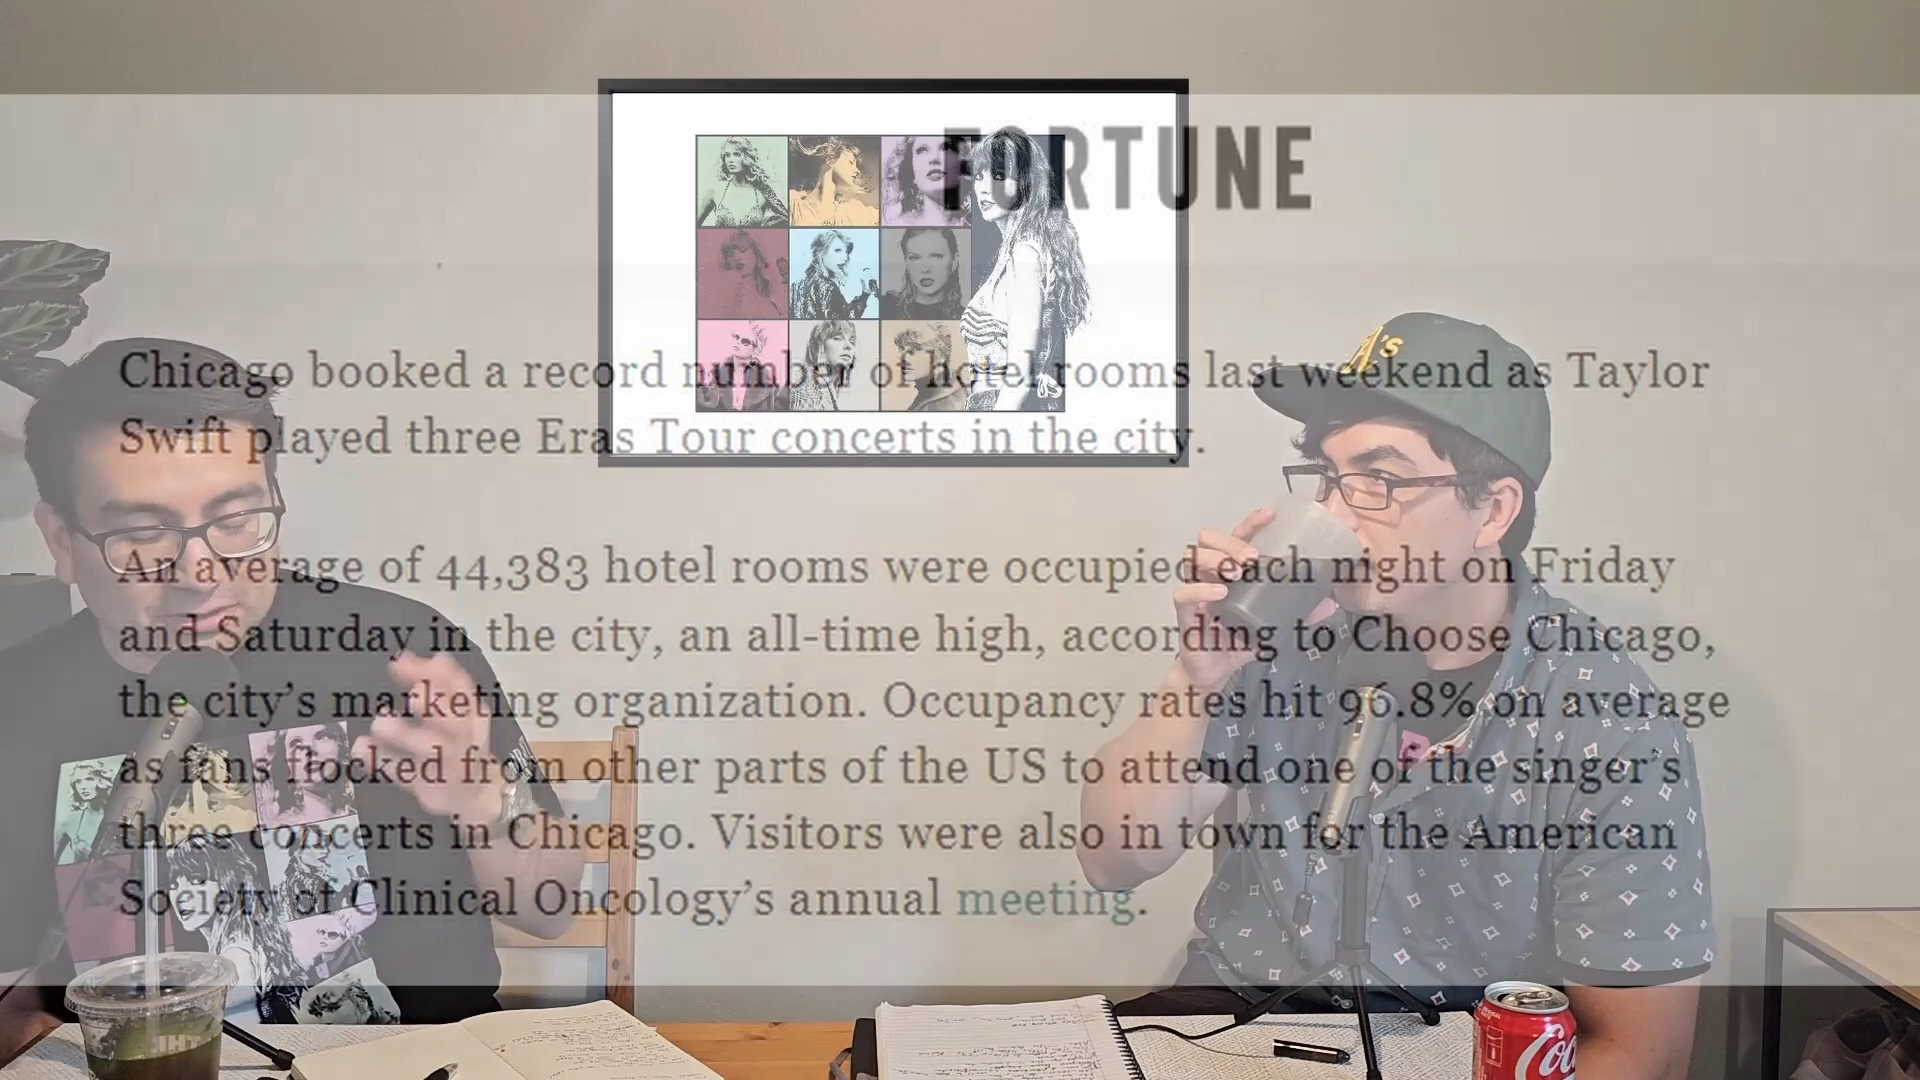 FORTUNE
A's
Chicago booked a record number of hotel rooms last weekend as Taylor
Swift played three Eras Tour concerts in the city.
An average of 44,383 hotel rooms were occupied each night on Friday
and Saturday in the city, an all-time high, according to Choose Chicago,
the city’s marketing organization. Occupancy rates hit 96.8% on average
as fans flocked from other parts of the US to attend one of the singer’s
three concerts in Chicago. Visitors were also in town for the American
Society of Clinical Oncology’s annual meeting.